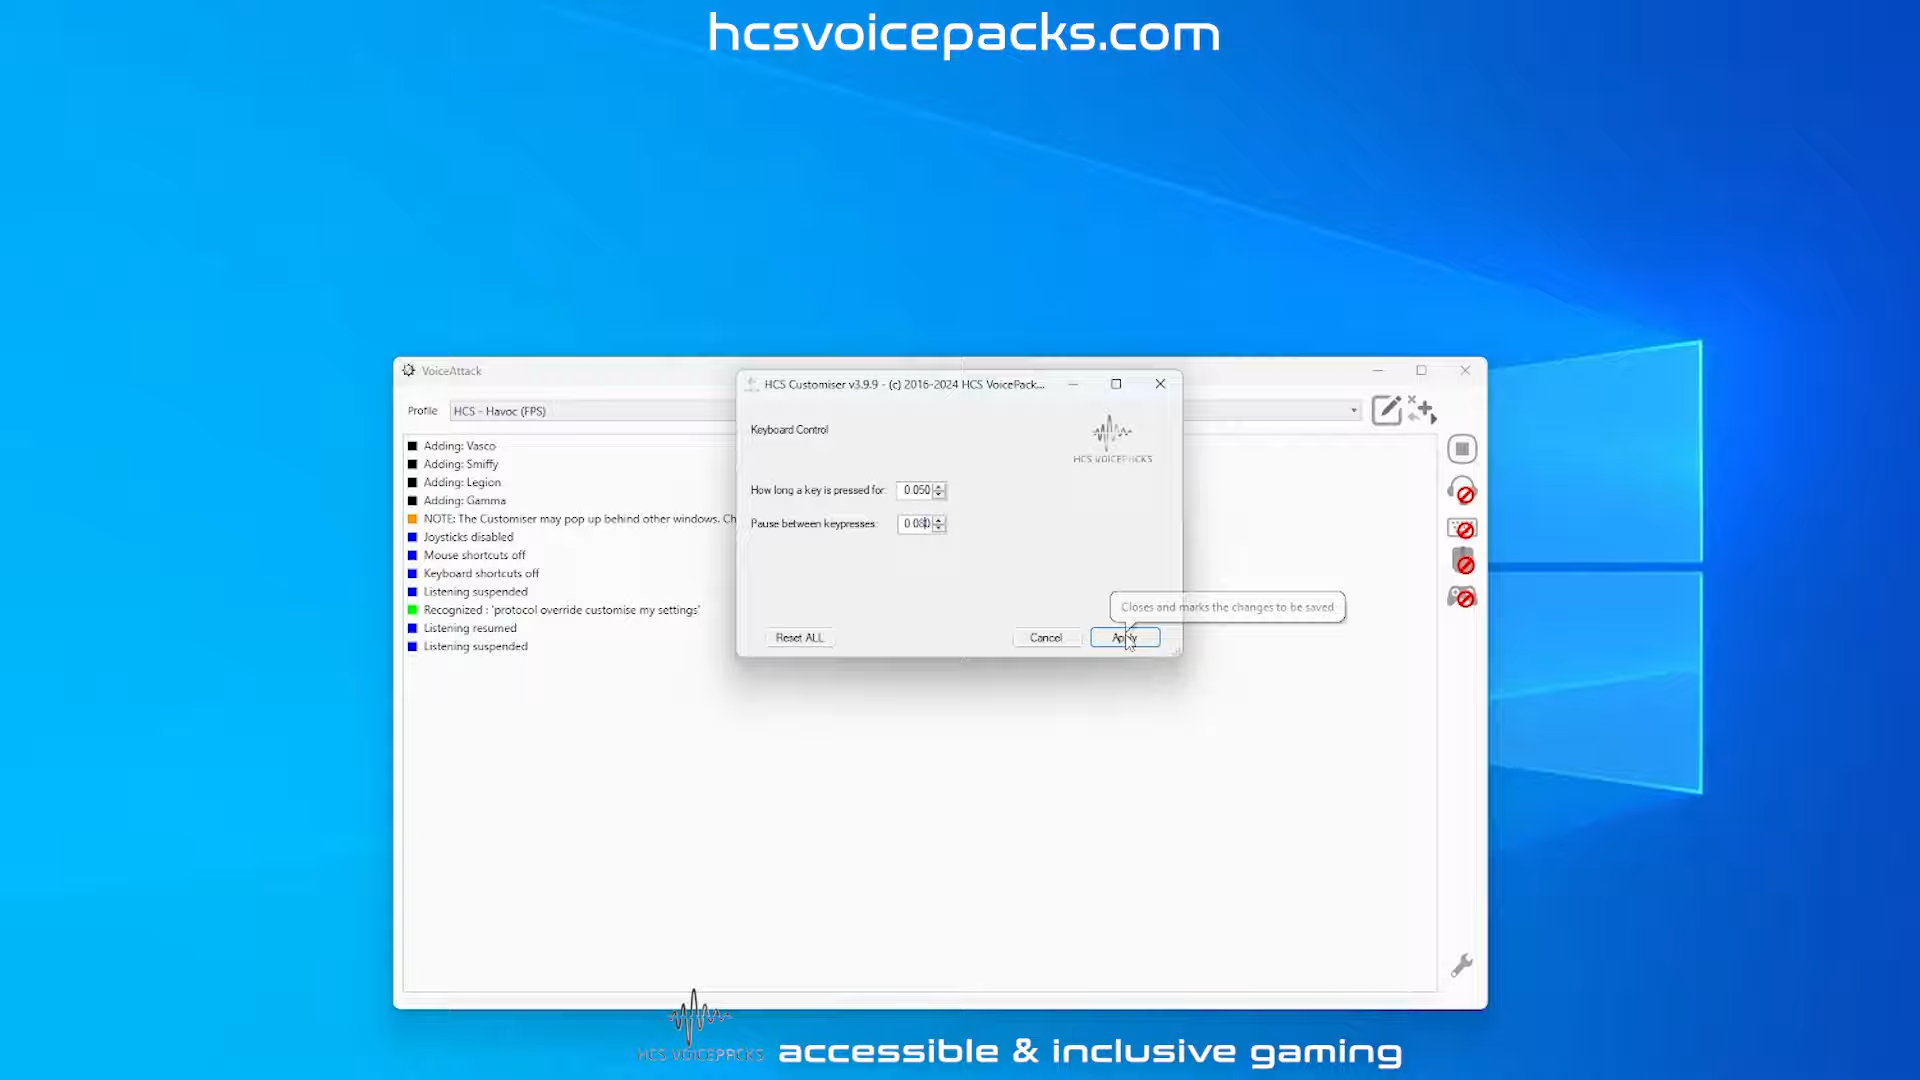 hcsvoicepacks.com
VoiceAttack
Profile HCS - Havoc (FPS)
Adding: Vasco
Adding: Smiffy
Adding: Legion
Adding: Gamma
NOTE: The Customiser may pop up behind other windows. Ch
Joysticks disabled
Mouse shortcuts off
Keyboard shortcuts off
Listening suspended
Recognized : 'protocol override customise my settings'
Listening resumed
Listening suspended
HCS Customiser v3.9.9 - (c) 2016-2024 HCS VoicePack...
Keyboard Control
HCS VOICEPACKS
How long a key is pressed for: 0.050
Pause between keypresses: 0.080
Closes and marks the changes to be saved
Reset ALL Cancel Apply
HCS VOICEPACKS
accessible & inclusive gaming